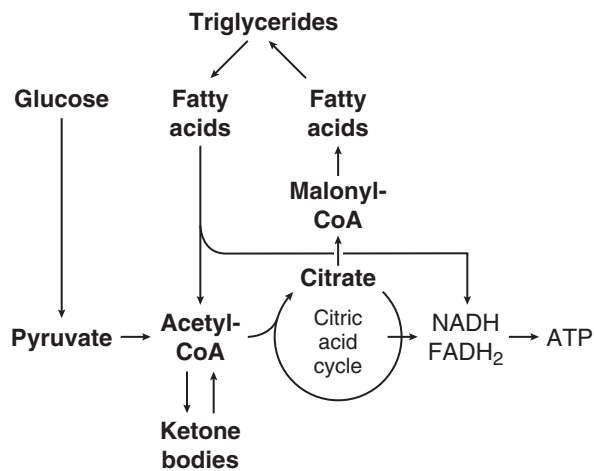 Triglycerides
Glucose
Fatty
acids
Fatty
acids
Malonyl-
CoA
Citrate
Pyruvate
Acetyl-
CoA
Citric
acid
cycle
NADH
FADH₂
ATP
Ketone
bodies